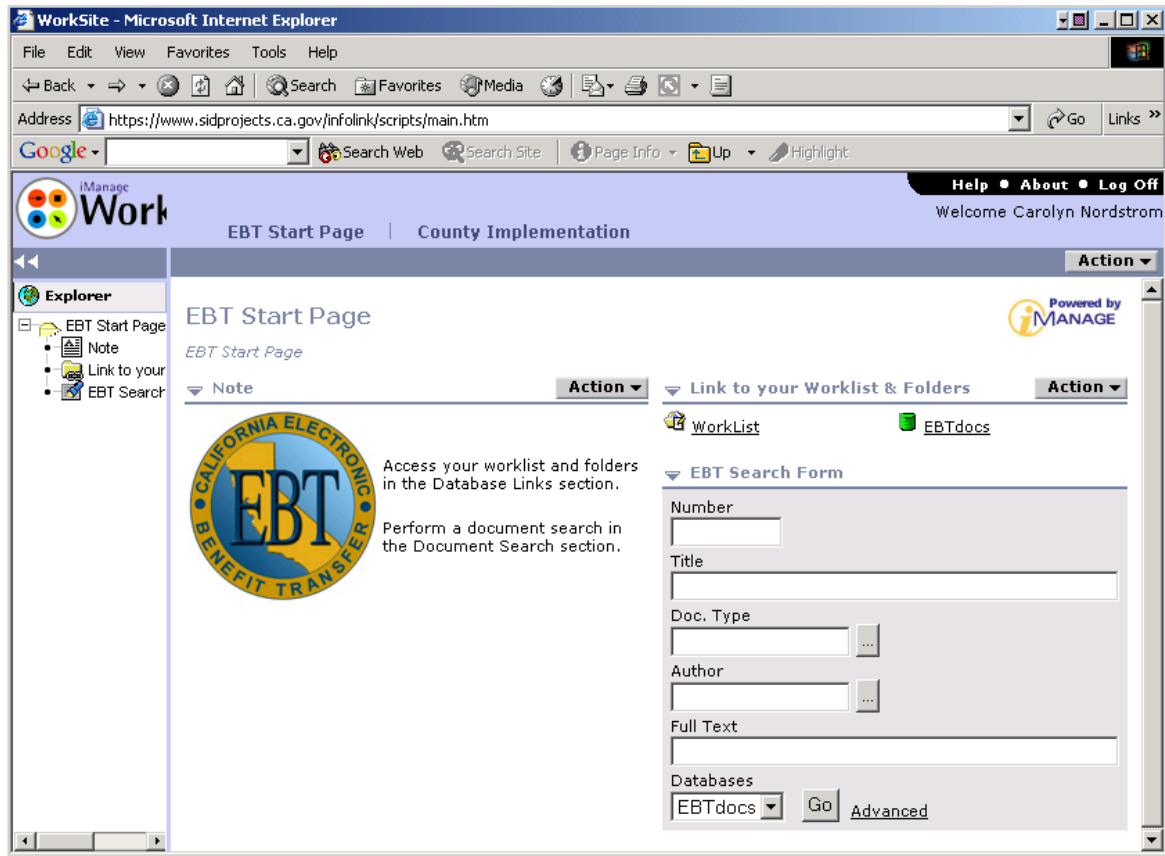 WorkSite - Microsoft Internet Explorer
File Edit View Favorites Tools Help
Back Search Favorites Media
Address https://www.sidprojects.ca.gov/infolink/scripts/main.htm Go Links »
Google Search Web Search Site Page Info Up Highlight
iManage
Work
Help ● About ● Log Off
Welcome Carolyn Nordstrom
EBT Start Page | County Implementation
Action
Explorer
EBT Start Page
Note
Link to your
EBT Search
EBT Start Page
Powered by
iMANAGE
EBT Start Page
Note Action
CALIFORNIA ELECTRONIC
EBT
BENEFIT TRANSFER
Access your worklist and folders
in the Database Links section.
Perform a document search in
the Document Search section.
Link to your Worklist & Folders Action
WorkList EBTdocs
EBT Search Form
Number
Title
Doc. Type
...
Author
...
Full Text
Databases
EBTdocs Go Advanced